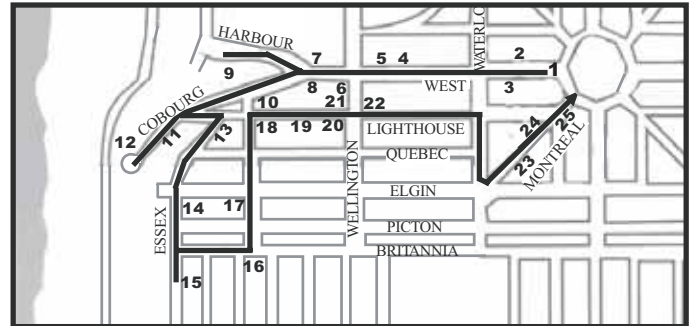 HARBOUR
7
5 4
WATERLO
2
9
1
8
6
WEST
3
COBOURG
10
21
22
12
11
13
18 19 20
LIGHTHOUSE
24
25
QUEBEC
23
MONTREAL
ELGIN
14
17
ESSEX
WELLINGTON
PICTON
BRITANNIA
16
15